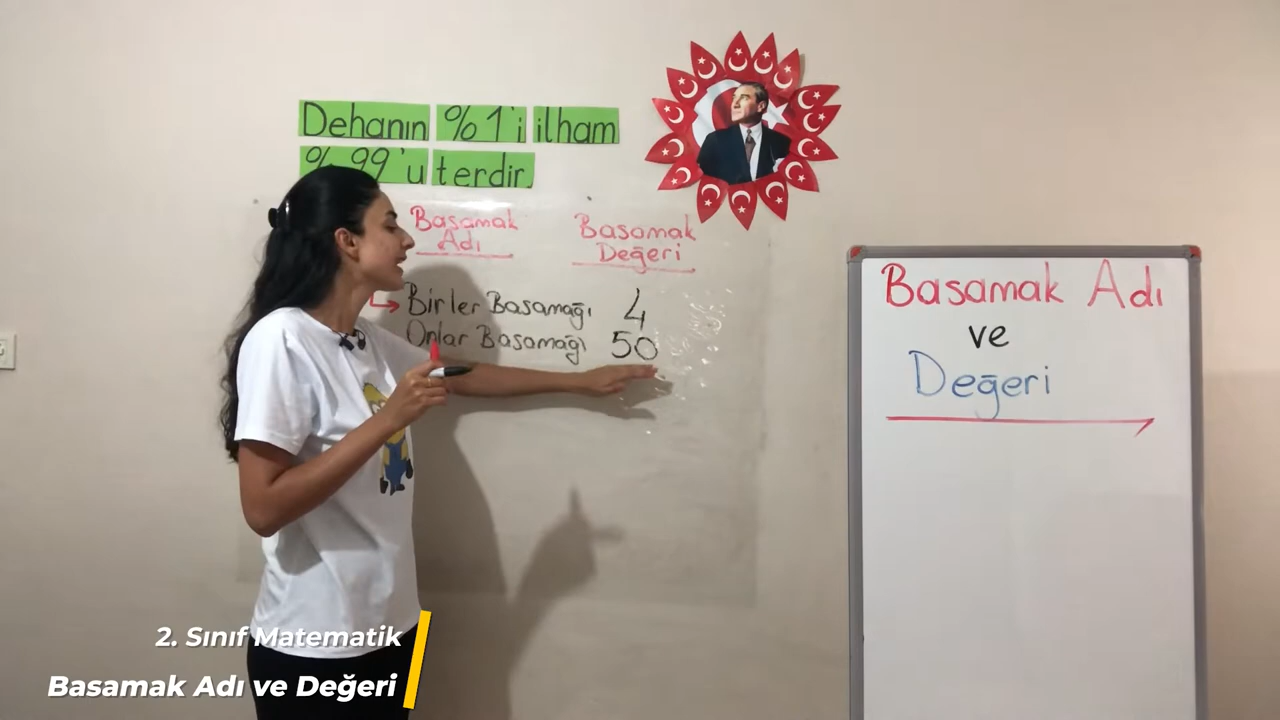 Dehanın %1'i ilham
% 99'u terdir.
Basamak
Adı
Basamak
Değeri
Birler Basamağı 4
Onlar Basamağı 50
Basamak Adı
ve
Değeri
2. Sınıf Matematik
Basamak Adı ve Değeri